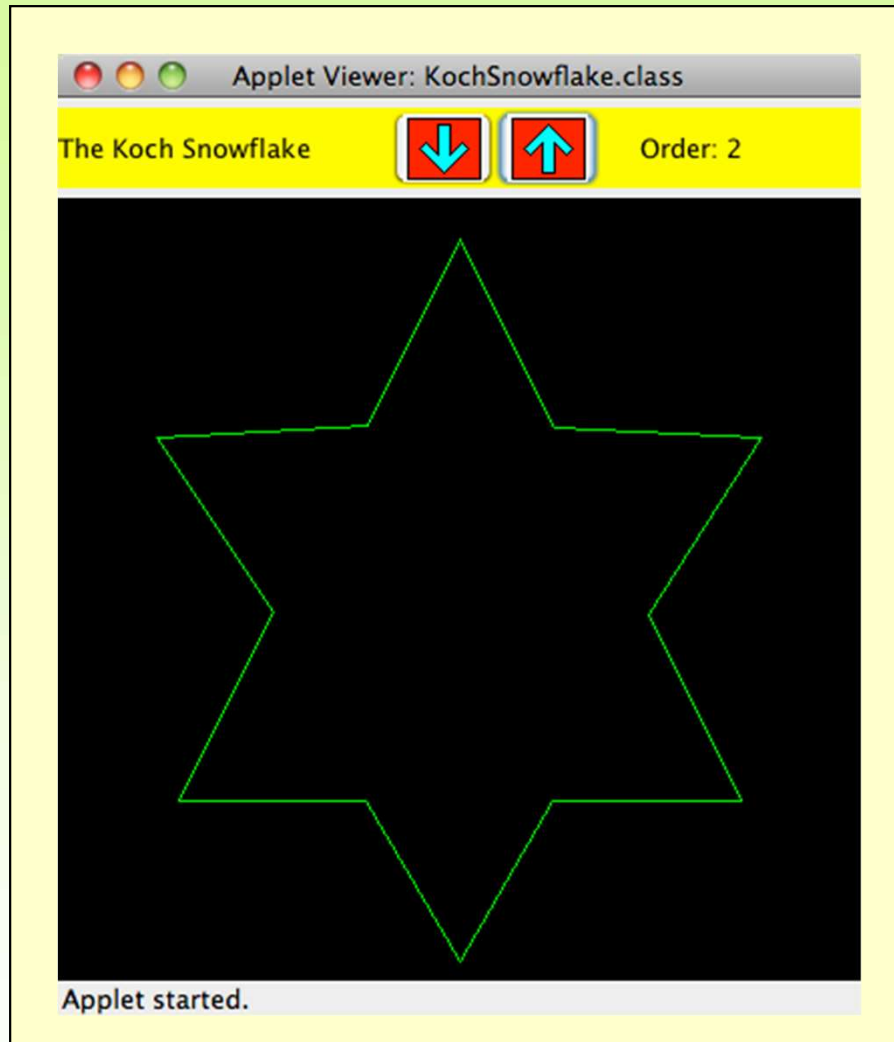 Applet Viewer: KochSnowflake.class
The Koch Snowflake Order: 2
Applet started.